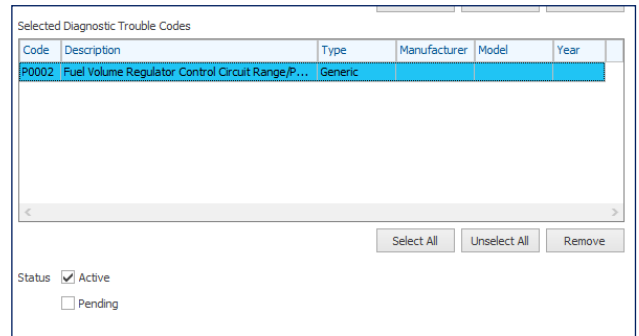 Selected Diagnostic Trouble Codes
Code Description Type Manufacturer Model Year
P0002 Fuel Volume Regulator Control Circuit Range/P... Generic
Select All Unselect All Remove
Status Active
Pending